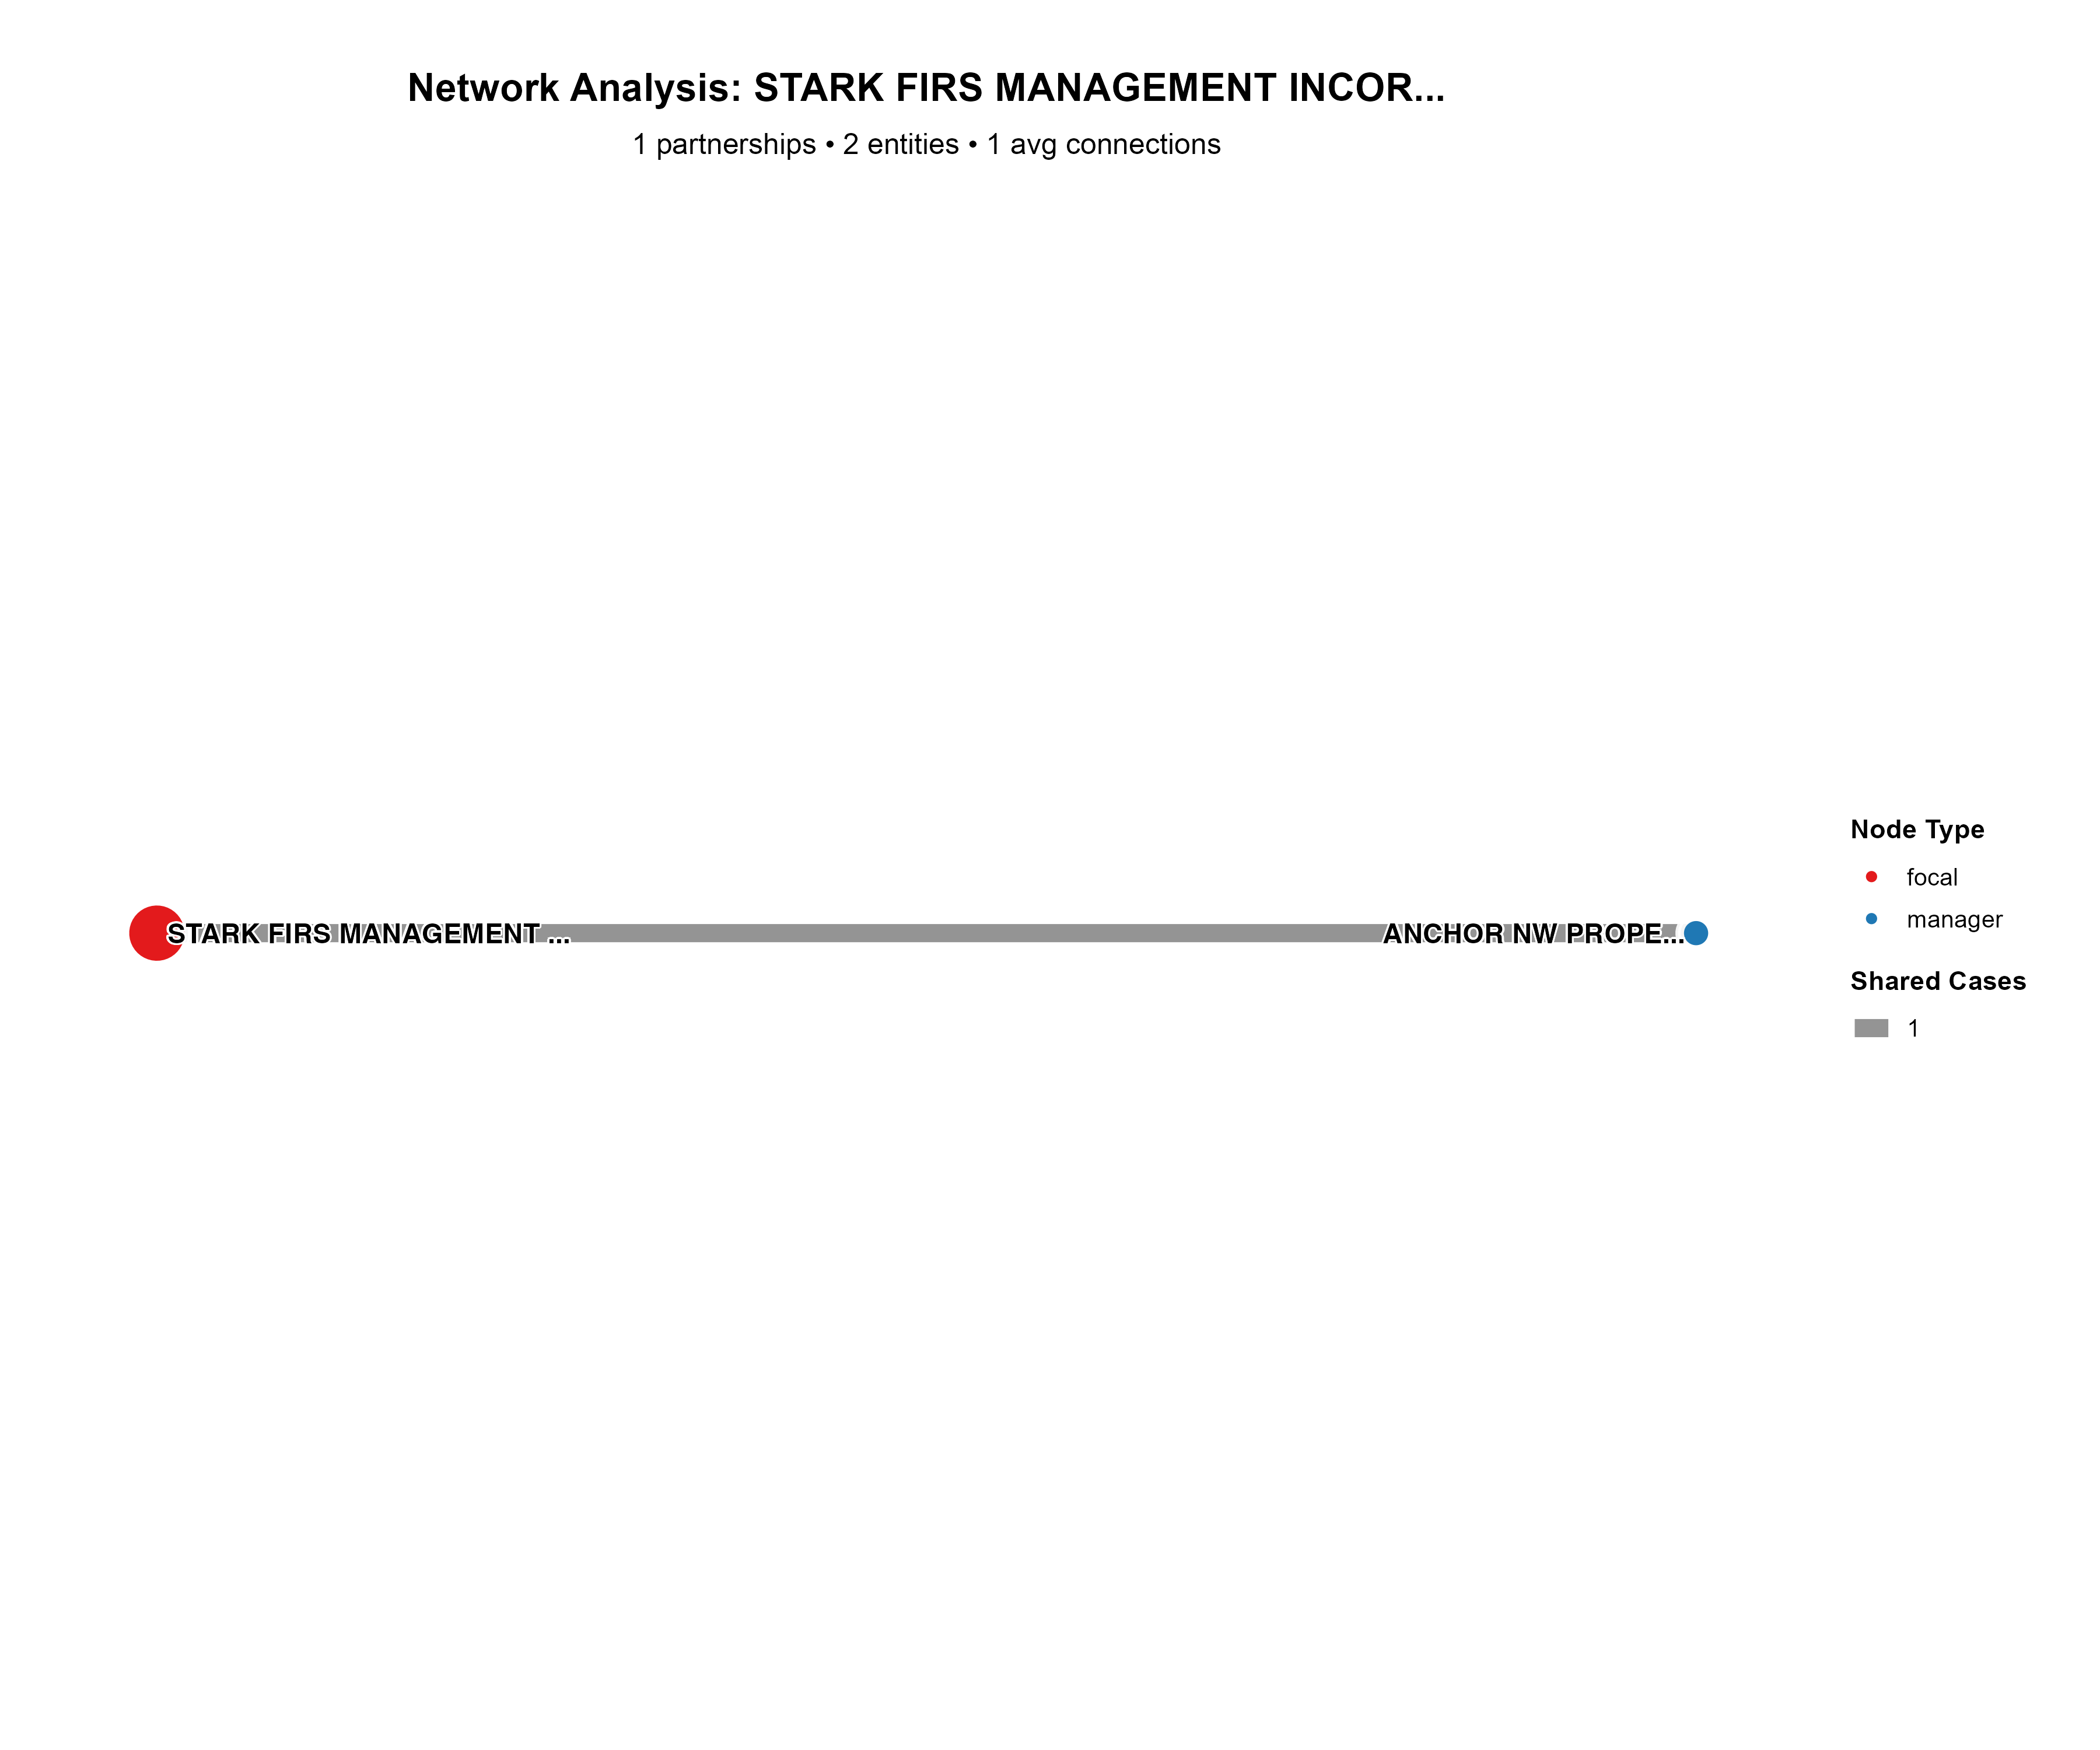 Network Analysis: STARK FIRS MANAGEMENT INCOR...
1 partnerships • 2 entities • 1 avg connections
STARK FIRS MANAGEMENT ...
ANCHOR NW PROPE...
Node Type
focal
manager
Shared Cases
1